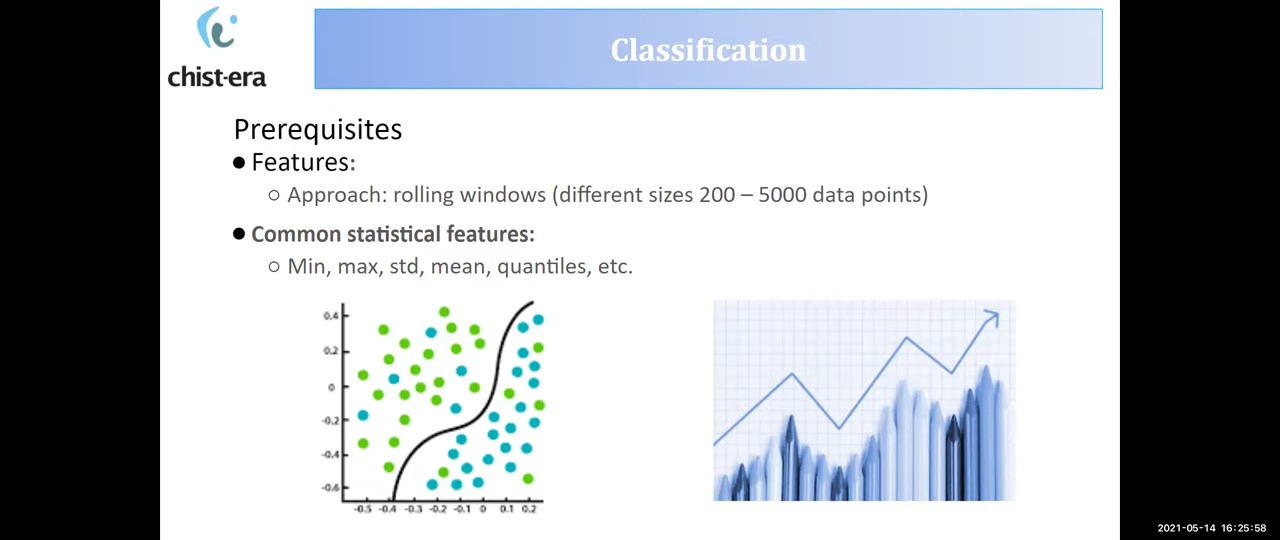 chist-era
Classification
Prerequisites
● Features:
○ Approach: rolling windows (different sizes 200 – 5000 data points)
● Common statistical features:
○ Min, max, std, mean, quantiles, etc.
0.4
0.2
0
-0.2
-0.4
-0.6
-0.5 -0.4 -0.3 -0.2 -0.1 0 0.1 0.2
2021-05-14 16:25:58